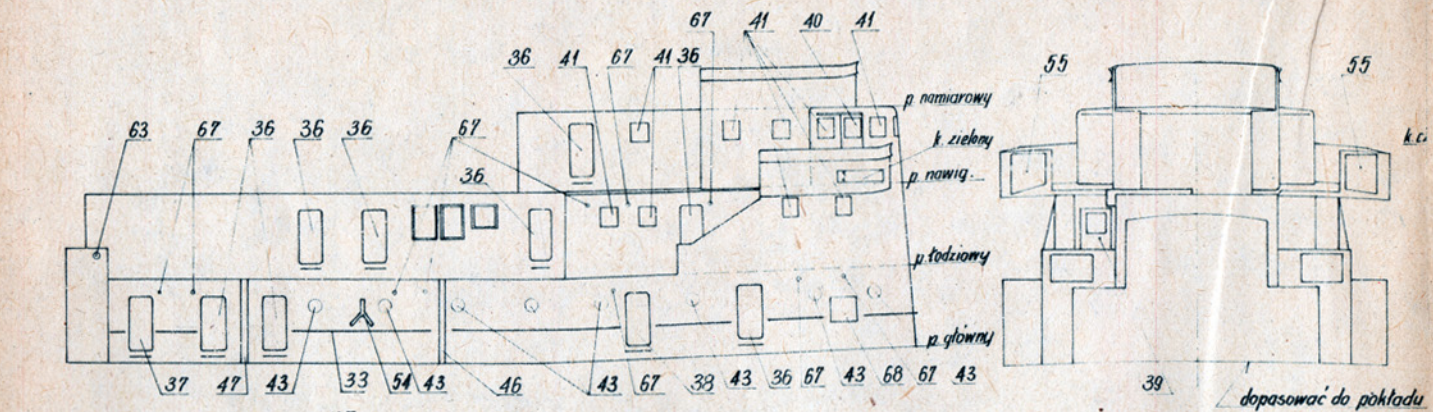 67 41 40 41
36 41 67 41 36
55 55
p. namiarowy
63 67 36 36 36 67
k. zielony
36
p. nawig.
p. łodziowy
p. główny
37 47 43 33 54 43 46 43 67 38 43 36 67 43 68 67 43
39
dopasować do pokładu